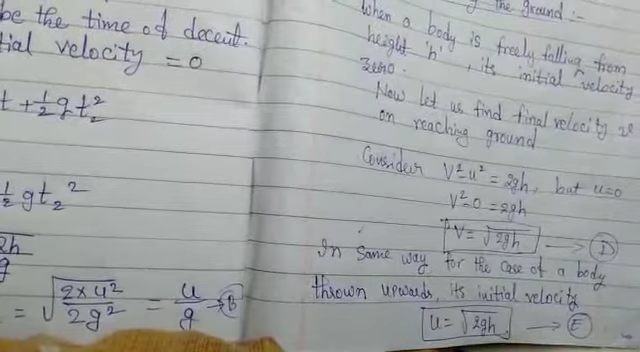 be the time of decent.
tial velocity = 0
t + ½ g t₂²
½ gt₂²
2h
g
= √(2 × u² / 2g²) = u/g → B
the ground :-
When a body is freely falling from
height 'h', its initial velocity
zero.
Now let us find final velocity v
on reaching ground
Consider V² - u² = 2gh, but u = 0
V² - 0 = 2gh
V = √2gh → D
In same way for the case of a body
thrown upwards, its initial velocity
u = √2gh → E